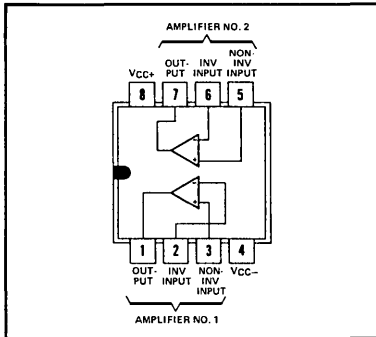 AMPLIFIER NO. 2
NON-
OUT- INV INV
VCC+ PUT INPUT INPUT
8 7 6 5
1 2 3 4
OUT- INV NON- VCC–
PUT INPUT INV
INPUT
AMPLIFIER NO. 1